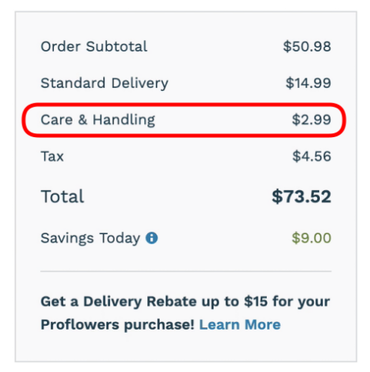 Order Subtotal $50.98
Standard Delivery $14.99
Care & Handling $2.99
Tax $4.56
Total $73.52
Savings Today $9.00
Get a Delivery Rebate up to $15 for your
Proflowers purchase! Learn More